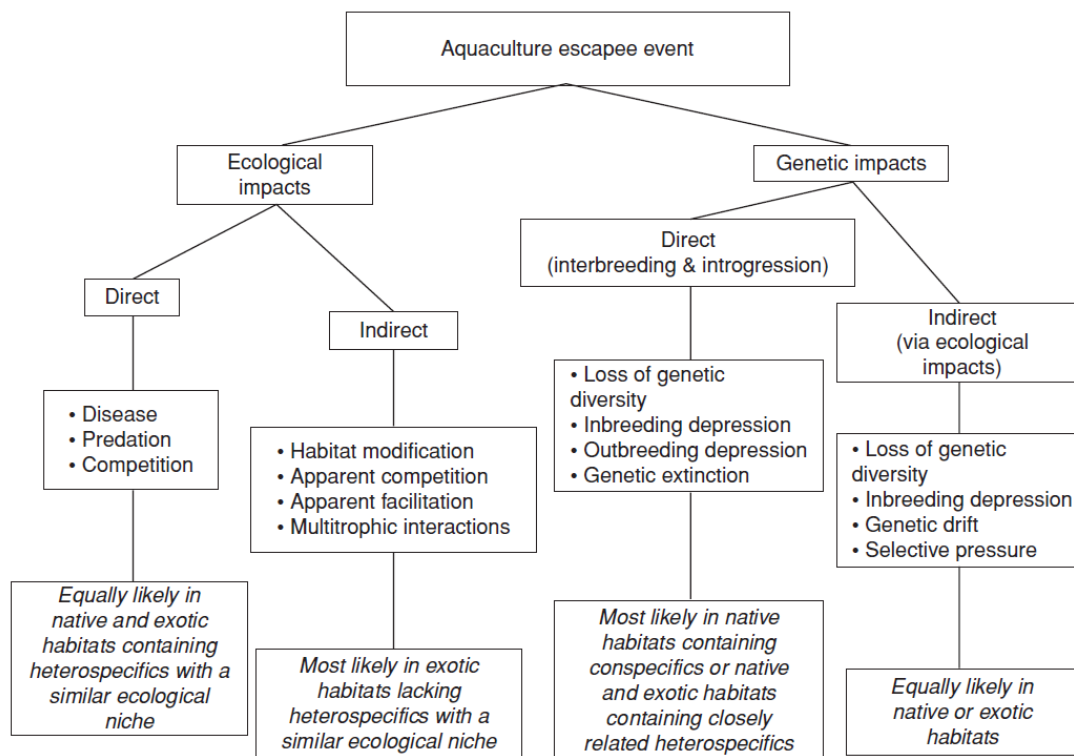 Aquaculture escapee event
Ecological
impacts
Genetic impacts
Direct
(interbreeding & introgression)
Direct
Indirect
Indirect
(via ecological
impacts)
• Disease
• Predation
• Competition
• Habitat modification
• Apparent competition
• Apparent facilitation
• Multitrophic interactions
• Loss of genetic
diversity
• Inbreeding depression
• Outbreeding depression
• Genetic extinction
• Loss of genetic
diversity
• Inbreeding depression
• Genetic drift
• Selective pressure
Equally likely in
native and exotic
habitats containing
heterospecifics with a
similar ecological
niche
Most likely in exotic
habitats lacking
heterospecifics with a
similar ecological niche
Most likely in native
habitats containing
conspecifics or native
and exotic habitats
containing closely
related heterospecifics
Equally likely in
native or exotic
habitats